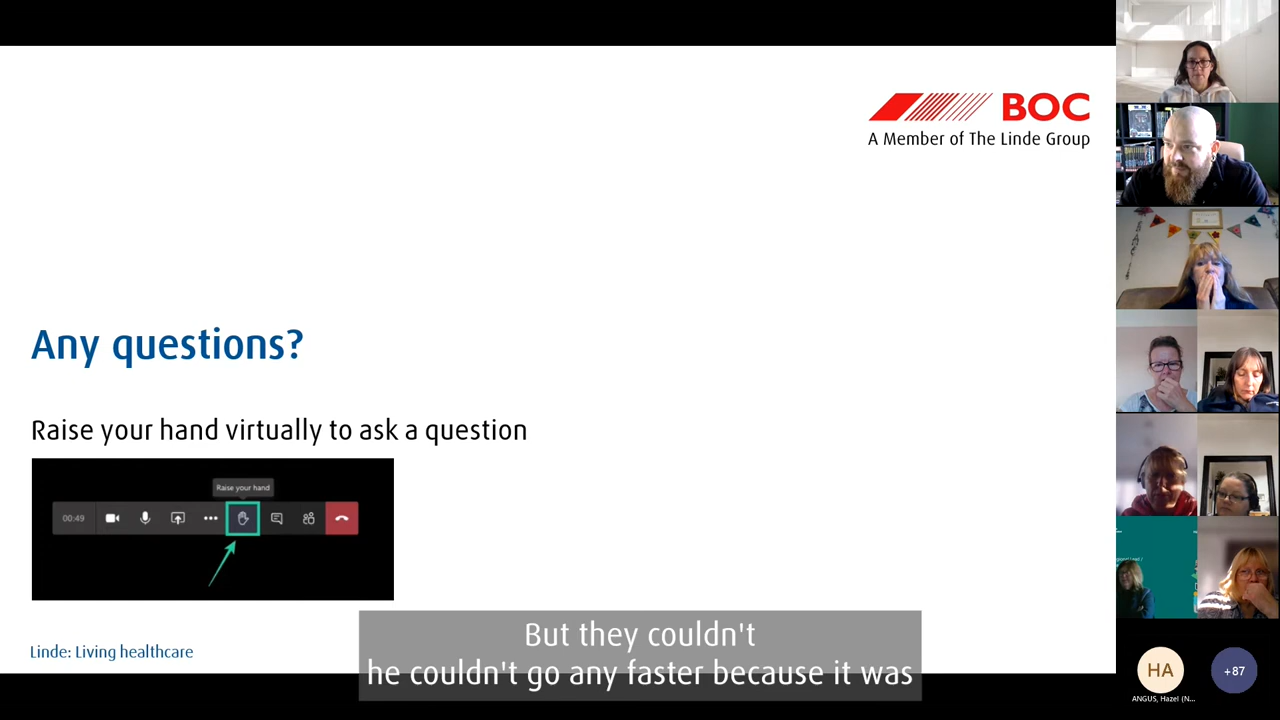 BOC
A Member of The Linde Group
Any questions?
Raise your hand virtually to ask a question
Raise your hand
00:49
Linde: Living healthcare
But they couldn't
he couldn't go any faster because it was
HA
+87
ANGUS, Hazel (N...